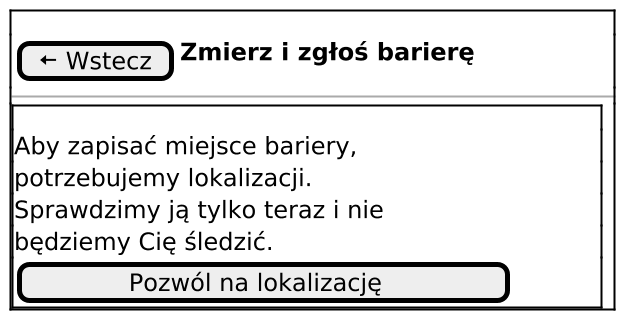 ← Wstecz Zmierz i zgłoś barierę
Aby zapisać miejsce bariery,
potrzebujemy lokalizacji.
Sprawdzimy ją tylko teraz i nie
będziemy Cię śledzić.
Pozwól na lokalizację